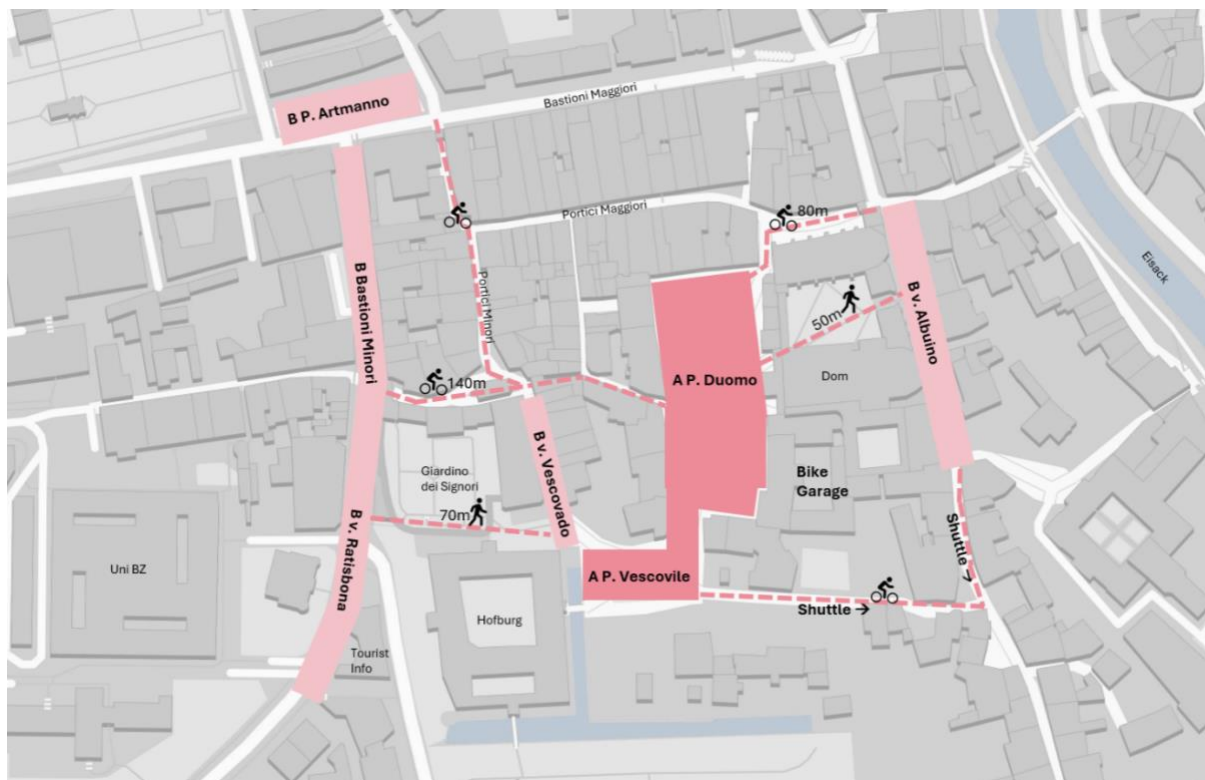 B P. Artmanno
Bastioni Maggiori
Portici Maggiori
80m
Eisack
B Bastioni Minori
Portici Minori
50m
B v. Albuino
140m
A P. Duomo
Dom
B v. Vescovado
Giardino
dei Signori
Bike
Garage
70m
B v. Ratisbona
Uni BZ
A P. Vescovile
Shuttle →
Shuttle →
Hofburg
Tourist
Info